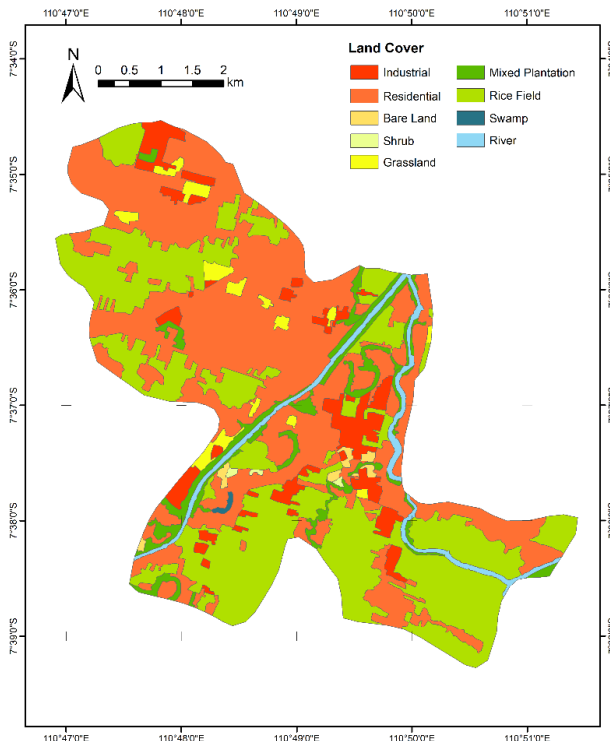 110°47'0"E 110°48'0"E 110°49'0"E 110°50'0"E 110°51'0"E
7°34'0"S
N
0 0.5 1 2
km
Land Cover
Industrial
Residential
Bare Land
Shrub
Grassland
Mixed Plantation
Rice Field
Swamp
River
7°35'0"S
7°36'0"S
7°37'0"S
7°38'0"S
7°39'0"S
110°47'0"E 110°48'0"E 110°49'0"E 110°50'0"E 110°51'0"E